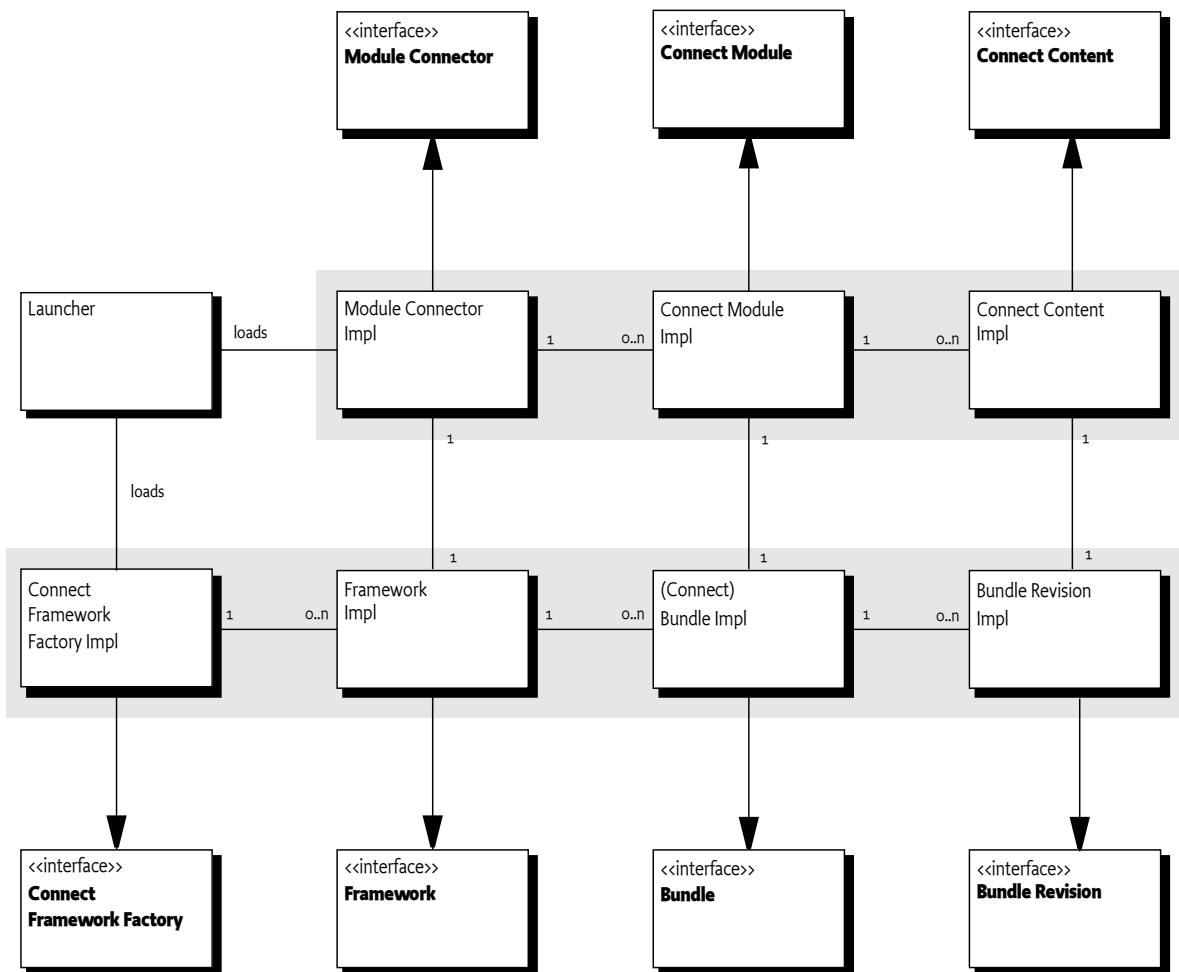 <<interface>>
Module Connector
<<interface>>
Connect Module
<<interface>>
Connect Content
Launcher
loads
Module Connector
Impl
1
0..n
Connect Module
Impl
1
0..n
Connect Content
Impl
1
1
1
loads
1
1
1
Connect
Framework
Factory Impl
1
0..n
Framework
Impl
1
0..n
(Connect)
Bundle Impl
1
0..n
Bundle Revision
Impl
<<interface>>
Connect
Framework Factory
<<interface>>
Framework
<<interface>>
Bundle
<<interface>>
Bundle Revision